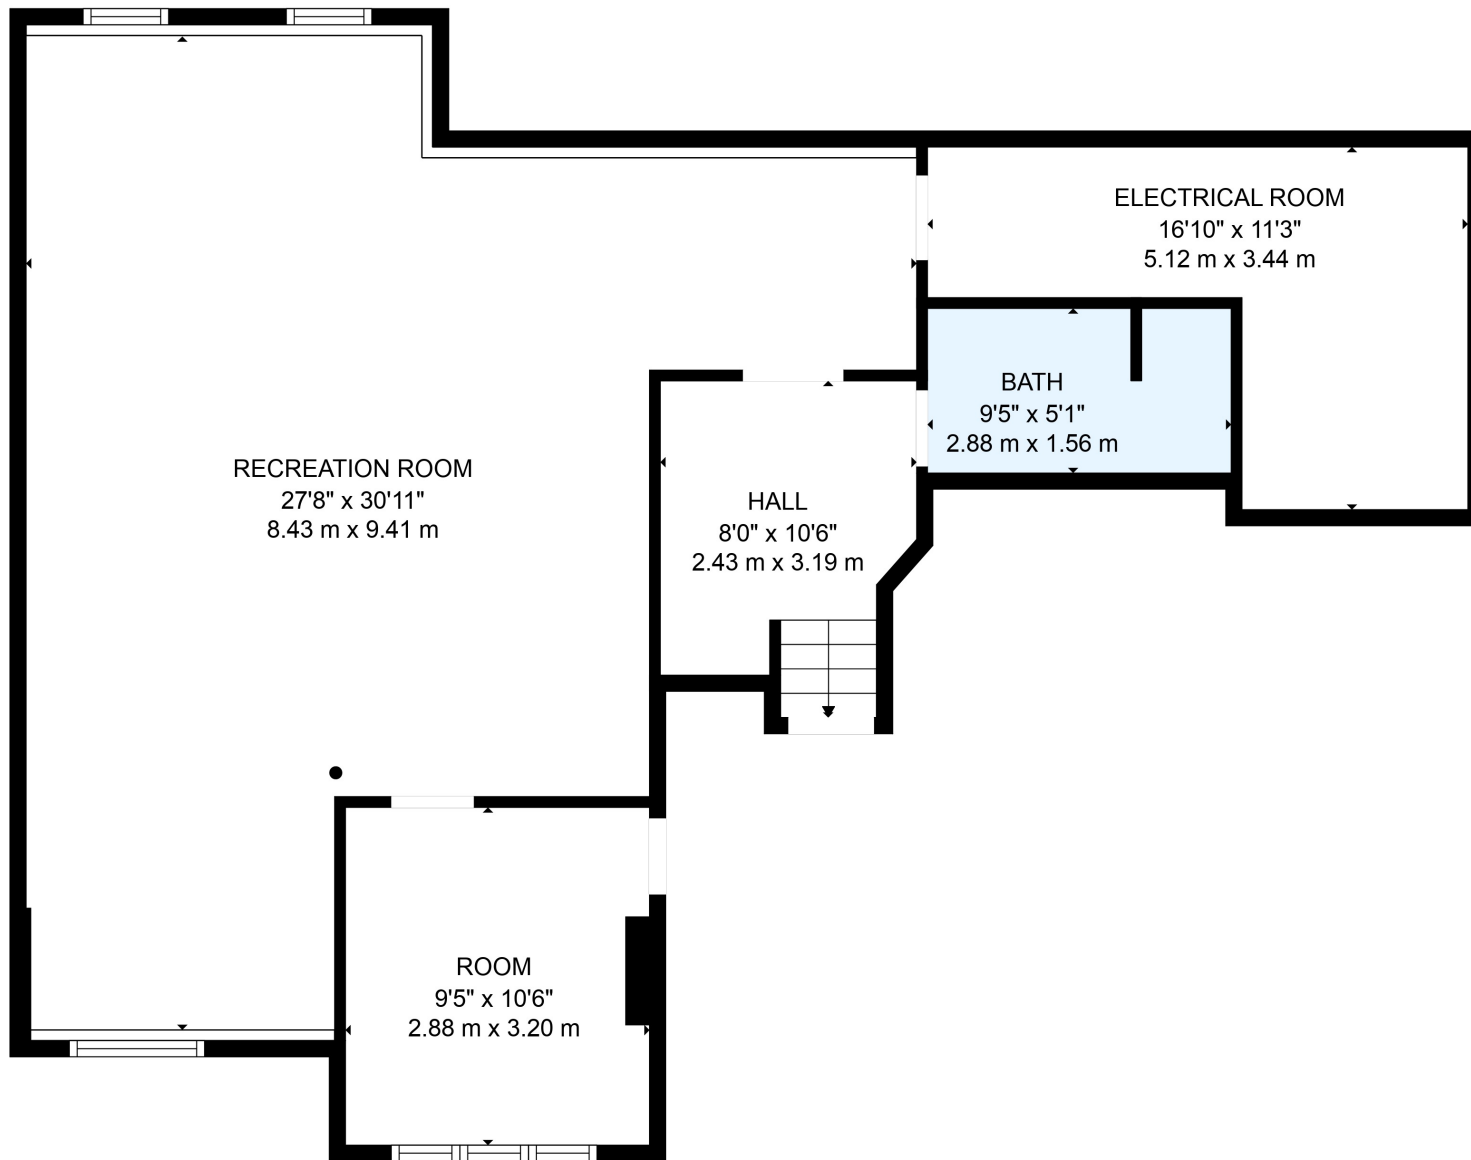 ELECTRICAL ROOM
16'10" x 11'3"
5.12 m x 3.44 m
BATH
9'5" x 5'1"
2.88 m x 1.56 m
RECREATION ROOM
27'8" x 30'11"
8.43 m x 9.41 m
HALL
8'0" x 10'6"
2.43 m x 3.19 m
ROOM
9'5" x 10'6"
2.88 m x 3.20 m